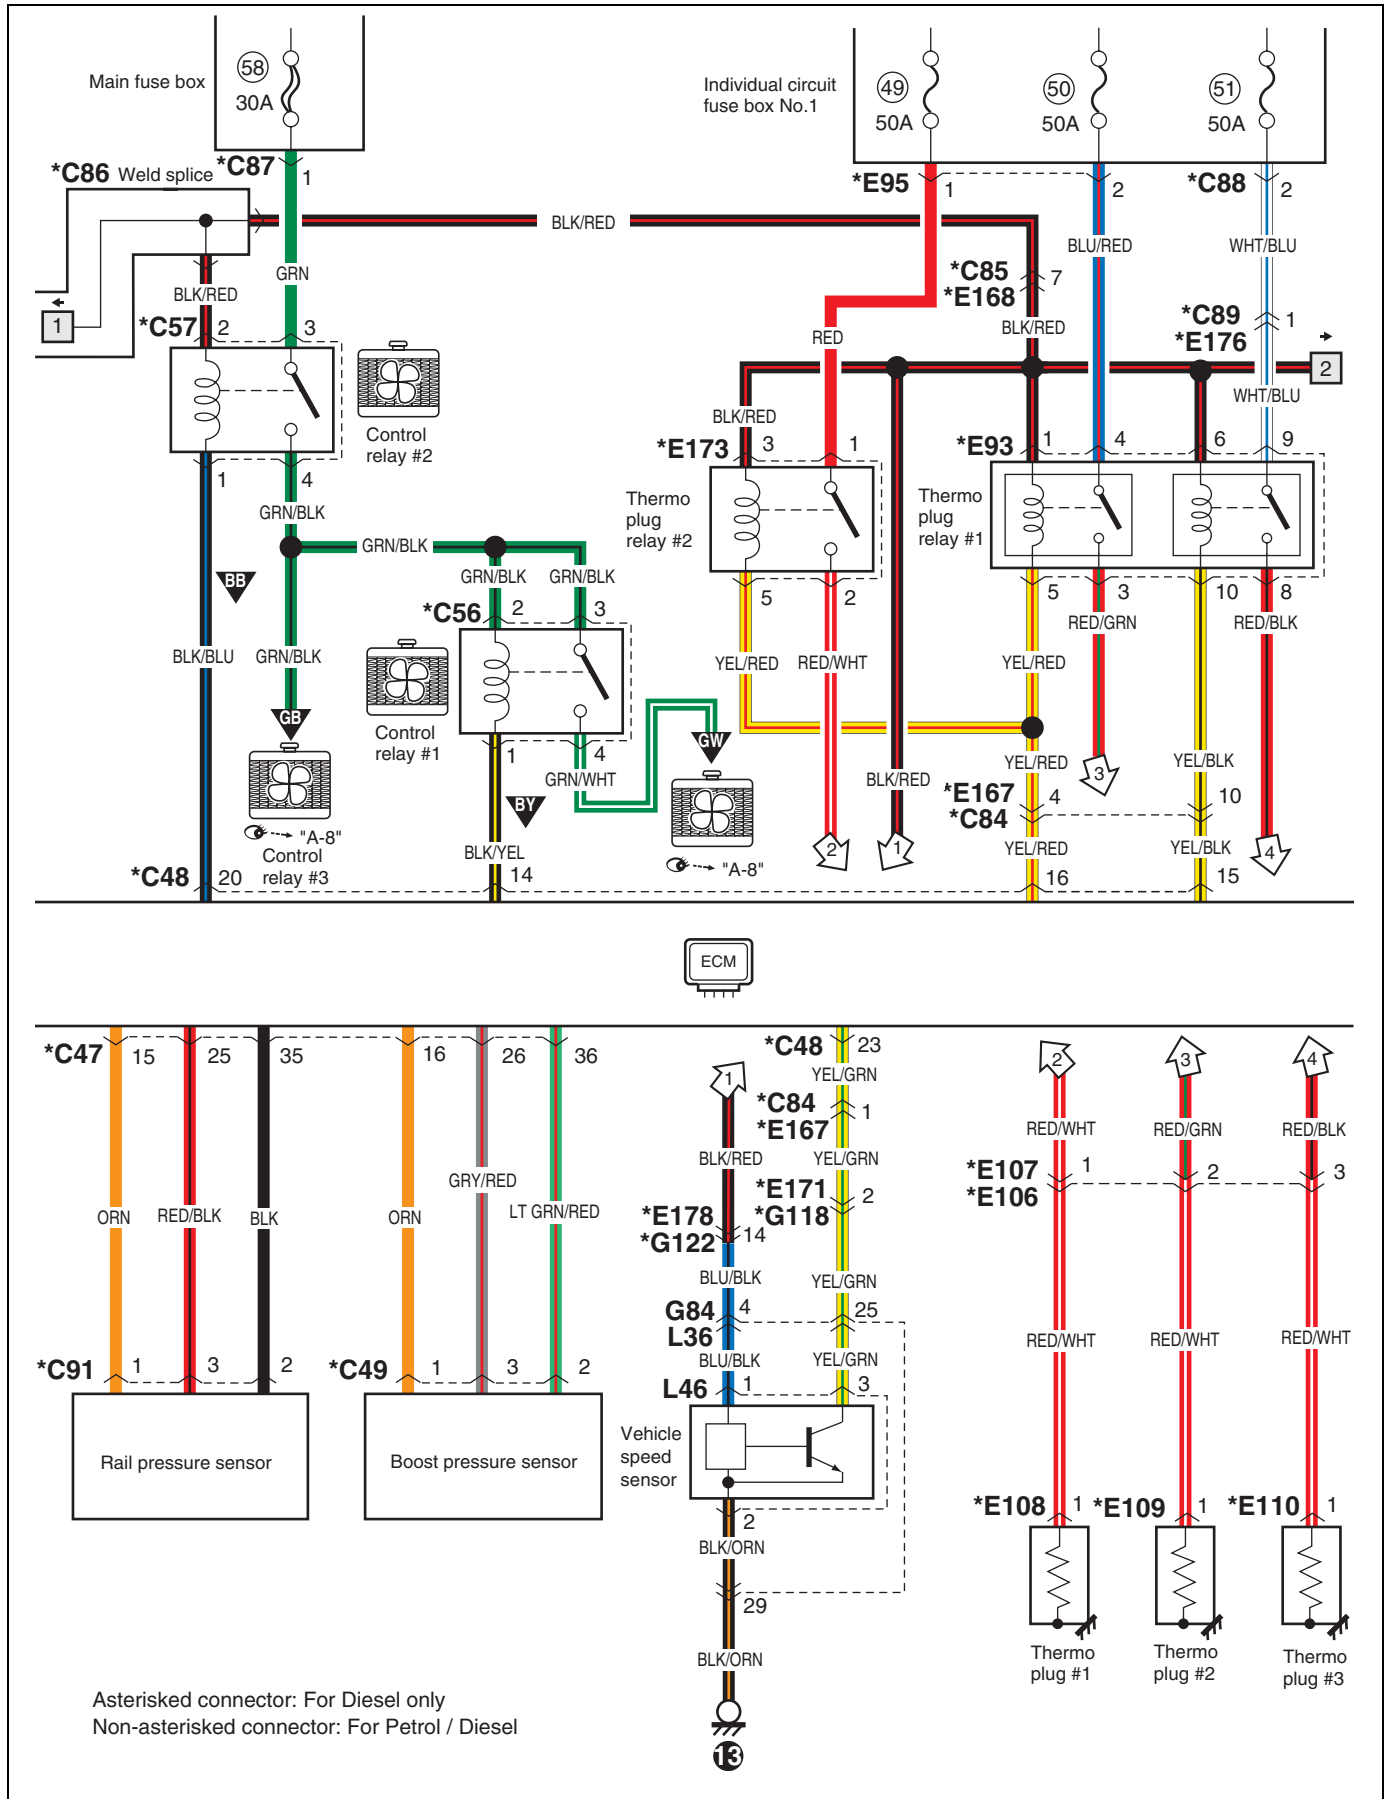 Main fuse box
58
30A
Individual circuit
fuse box No.1
49
50A
50
50A
51
50A
*C86 Weld splice
*C87
1
*E95
1
2
*C88
2
BLK/RED
GRN
BLK/RED
BLU/RED
WHT/BLU
*C85
*E168
7
1
*C57
2
3
RED
BLK/RED
*C89
*E176
1
2
WHT/BLU
Control
relay #2
BLK/RED
*E173
3
1
*E93
1
4
6
9
1
4
GRN/BLK
Thermo
plug
relay #2
Thermo
plug
relay #1
GRN/BLK
BB
GRN/BLK
GRN/BLK
*C56
2
3
5
2
5
3
10
8
RED/GRN
RED/BLK
BLK/BLU
GRN/BLK
YEL/RED
RED/WHT
YEL/RED
GB
Control
relay #1
GW
1
4
GRN/WHT
BY
BLK/RED
YEL/RED
3
YEL/BLK
*E167
*C84
4
10
"A-8"
Control
relay #3
BLK/YEL
"A-8"
2
1
YEL/RED
YEL/BLK
4
*C48
20
14
16
15
ECM
*C47
15
25
35
16
26
36
*C48
23
YEL/GRN
1
2
3
4
*C84
*E167
1
RED/WHT
RED/GRN
RED/BLK
BLK/RED
YEL/GRN
*E107
*E106
1
2
3
GRY/RED
*E171
*G118
2
ORN
RED/BLK
BLK
ORN
LT GRN/RED
*E178
*G122
14
BLU/BLK
YEL/GRN
G84
L36
4
25
RED/WHT
RED/WHT
RED/WHT
*C91
1
3
2
*C49
1
3
2
BLU/BLK
YEL/GRN
L46
1
3
Rail pressure sensor
Boost pressure sensor
Vehicle
speed
sensor
2
BLK/ORN
*E108
1
*E109
1
*E110
1
29
BLK/ORN
Thermo
plug #1
Thermo
plug #2
Thermo
plug #3
Asterisked connector: For Diesel only
Non-asterisked connector: For Petrol / Diesel
13